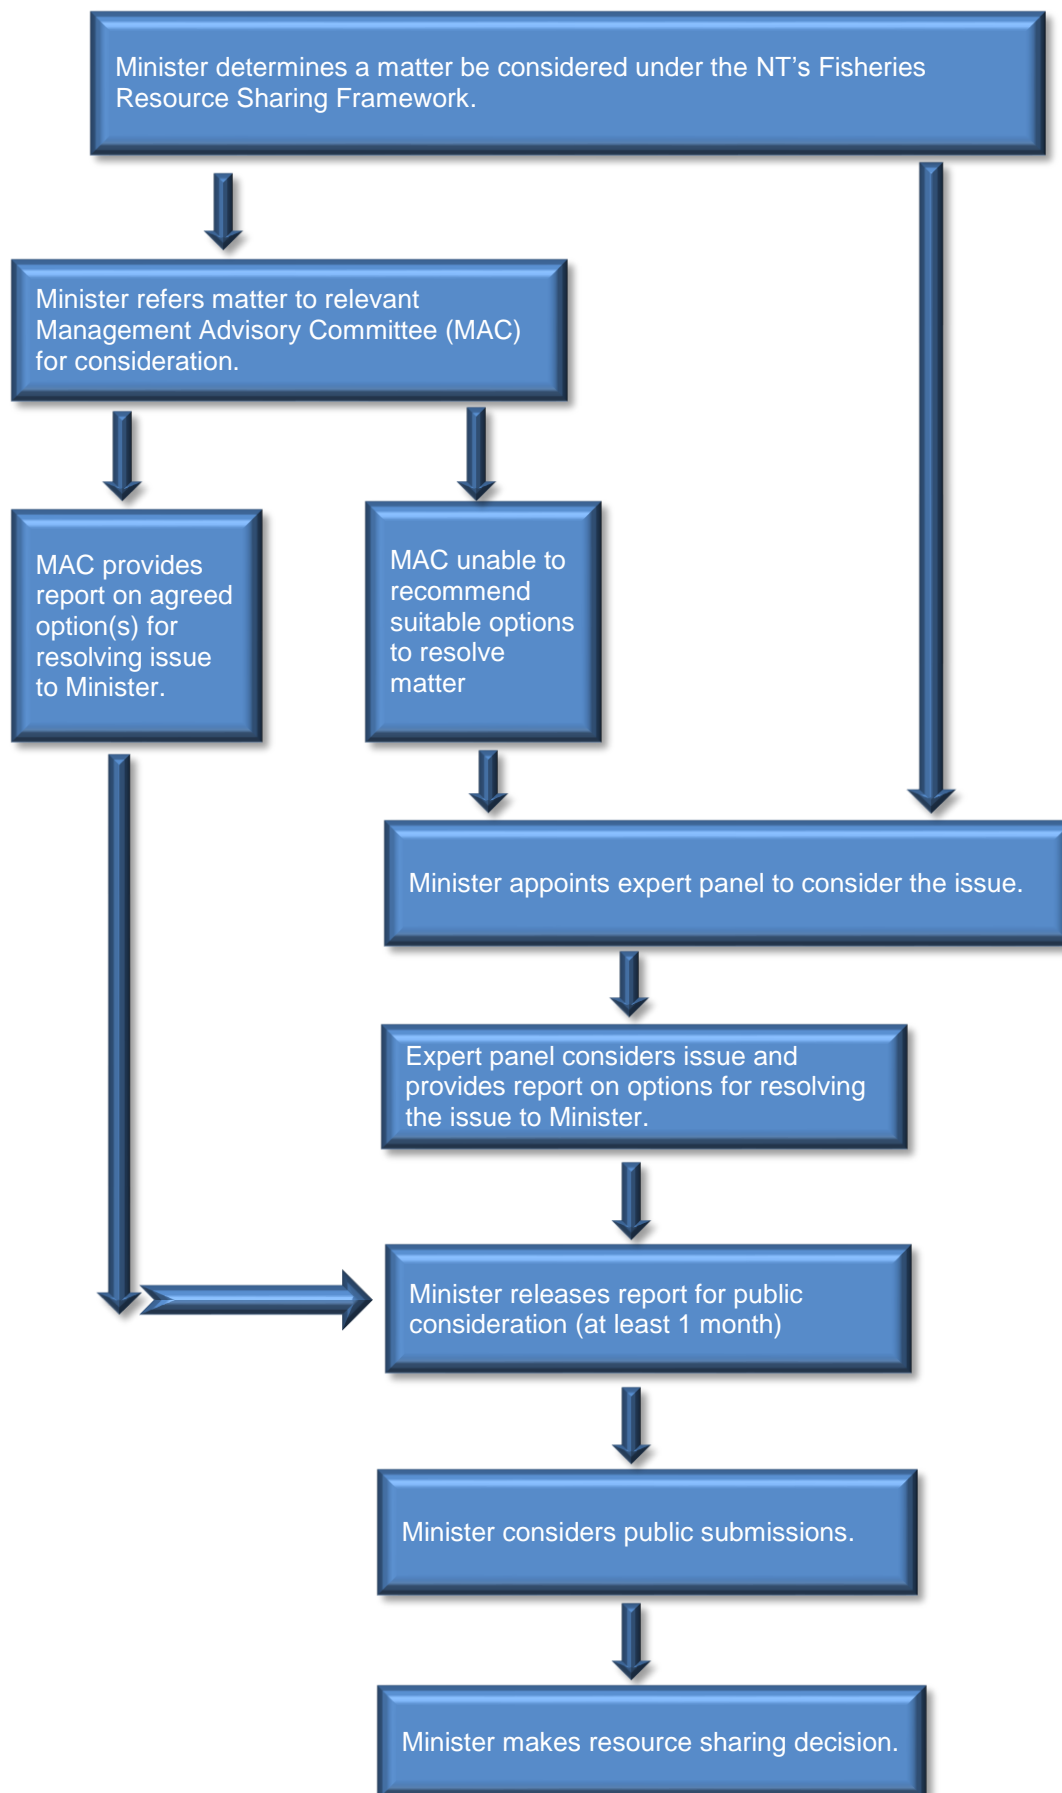 Minister determines a matter be considered under the NT's Fisheries
Resource Sharing Framework.
Minister refers matter to relevant
Management Advisory Committee (MAC)
for consideration.
MAC provides
report on agreed
option(s) for
resolving issue
to Minister.
MAC unable to
recommend
suitable options
to resolve
matter
Minister appoints expert panel to consider the issue.
Expert panel considers issue and
provides report on options for resolving
the issue to Minister.
Minister releases report for public
consideration (at least 1 month)
Minister considers public submissions.
Minister makes resource sharing decision.